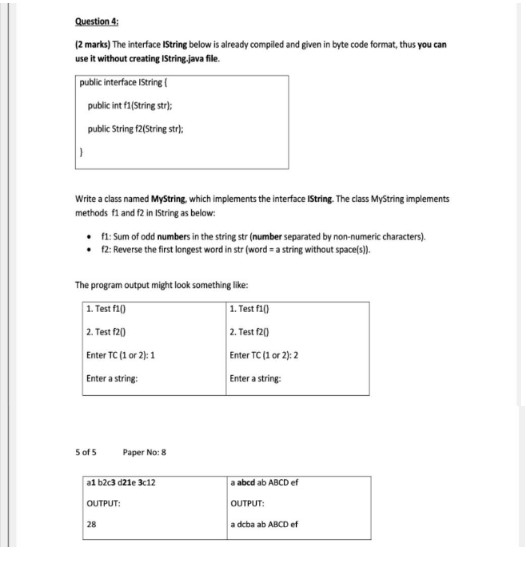 Question 4:
(2 marks) The interface IString below is already compiled and given in byte code format, thus you can
use it without creating IString.java file.
public interface IString {
public int f1(String str);
public String f2(String str);
}
Write a class named MyString, which implements the interface IString. The class MyString implements
methods f1 and f2 in IString as below:
• f1: Sum of odd numbers in the string str (number separated by non-numeric characters).
• f2: Reverse the first longest word in str (word = a string without space(s)).
The program output might look something like:
1. Test f1()
2. Test f2()
Enter TC (1 or 2): 1
Enter a string:
1. Test f1()
2. Test f2()
Enter TC (1 or 2): 2
Enter a string:
5 of 5 Paper No: 8
a1 b2c3 d21e 3c12
OUTPUT:
28
a abcd ab ABCD ef
OUTPUT:
a dcba ab ABCD ef